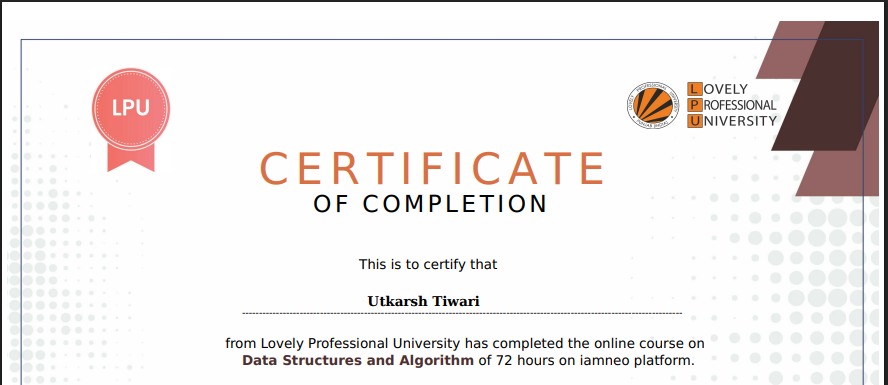 LPU
LOVELY
PROFESSIONAL
UNIVERSITY
CERTIFICATE
OF COMPLETION
This is to certify that
Utkarsh Tiwari
from Lovely Professional University has completed the online course on
Data Structures and Algorithm of 72 hours on iamneo platform.